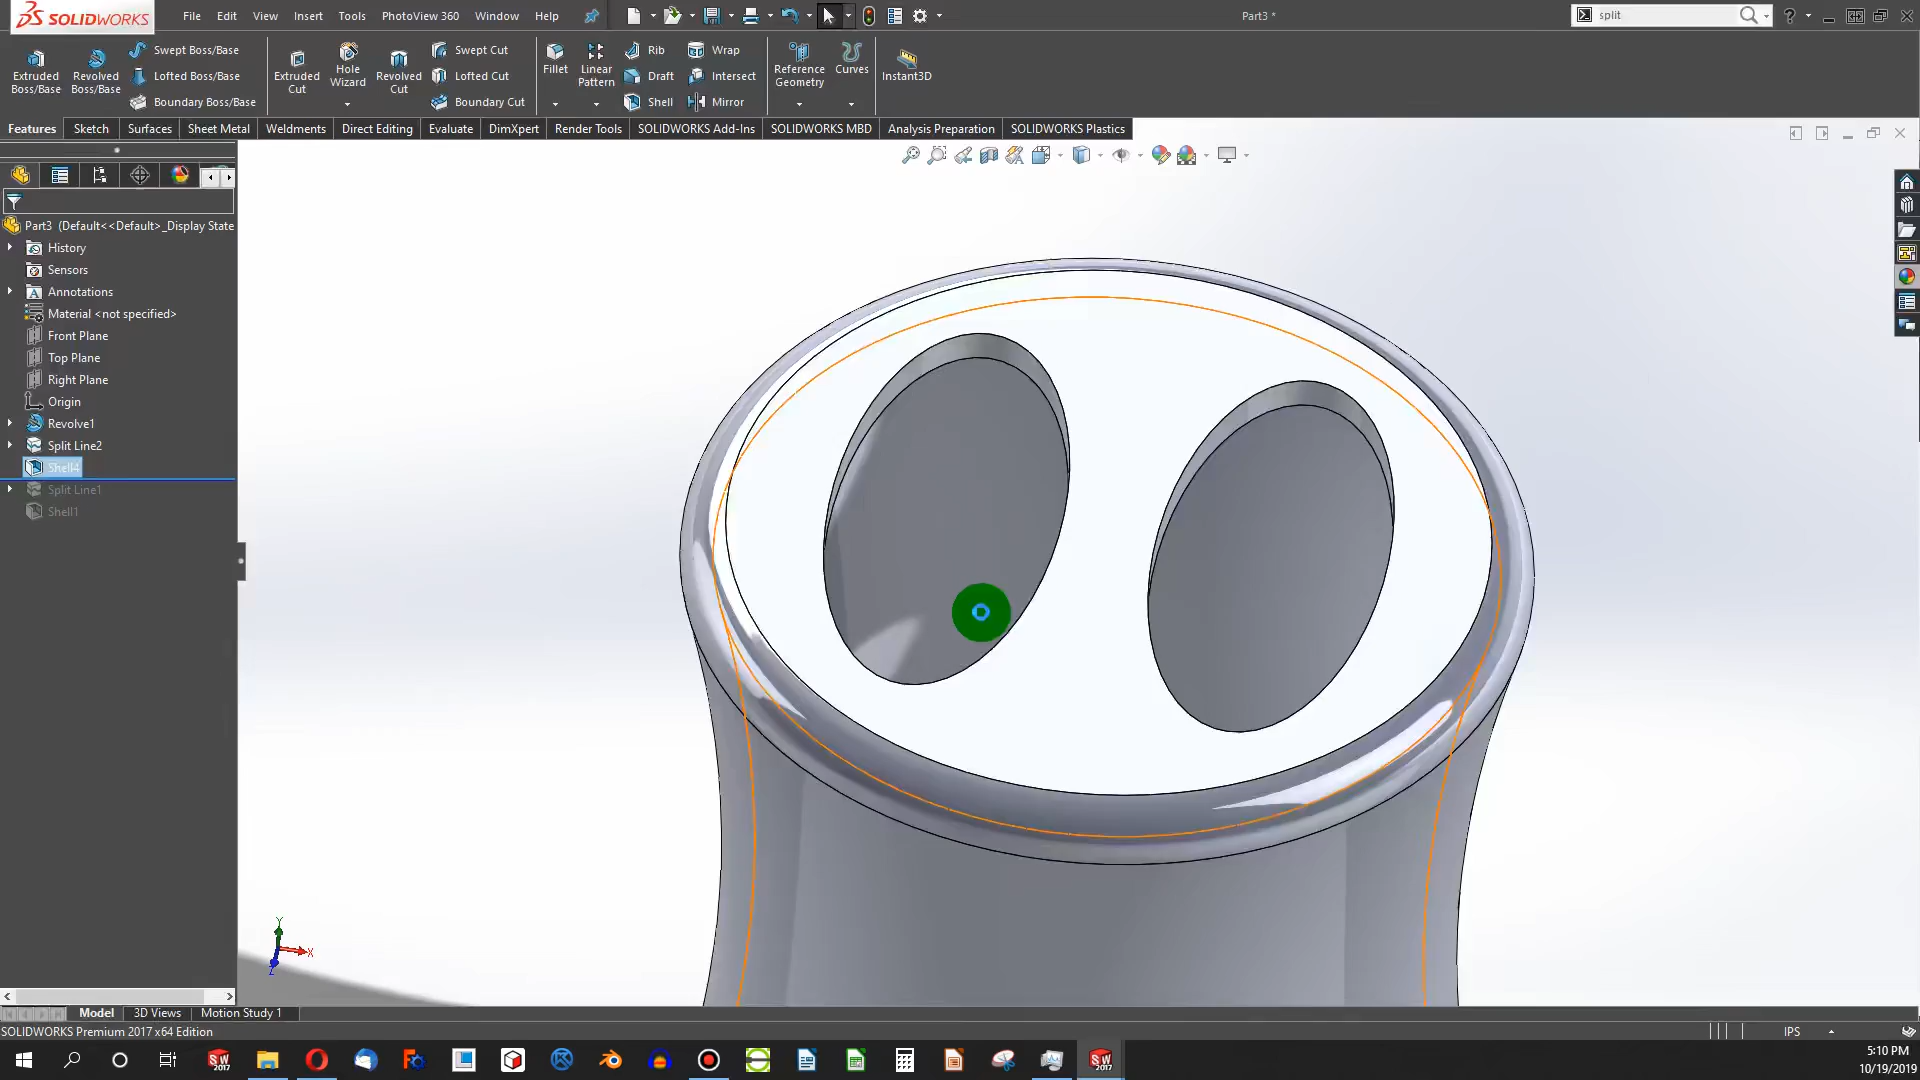 SOLIDWORKS
File Edit View Insert Tools PhotoView 360 Window Help
Part3 *
split
Extruded Boss/Base
Revolved Boss/Base
Swept Boss/Base
Lofted Boss/Base
Boundary Boss/Base
Extruded Cut
Hole Wizard
Revolved Cut
Swept Cut
Lofted Cut
Boundary Cut
Fillet
Linear Pattern
Rib
Draft
Shell
Wrap
Intersect
Mirror
Reference Geometry
Curves
Instant3D
Features Sketch Surfaces Sheet Metal Weldments Direct Editing Evaluate DimXpert Render Tools SOLIDWORKS Add-Ins SOLIDWORKS MBD Analysis Preparation SOLIDWORKS Plastics
Part3 (Default<<Default>_Display State
History
Sensors
Annotations
Material <not specified>
Front Plane
Top Plane
Right Plane
Origin
Revolve1
Split Line2
Shell4
Split Line1
Shell1
Y
X
Z
Model 3D Views Motion Study 1
SOLIDWORKS Premium 2017 x64 Edition
IPS
5:10 PM
10/19/2019